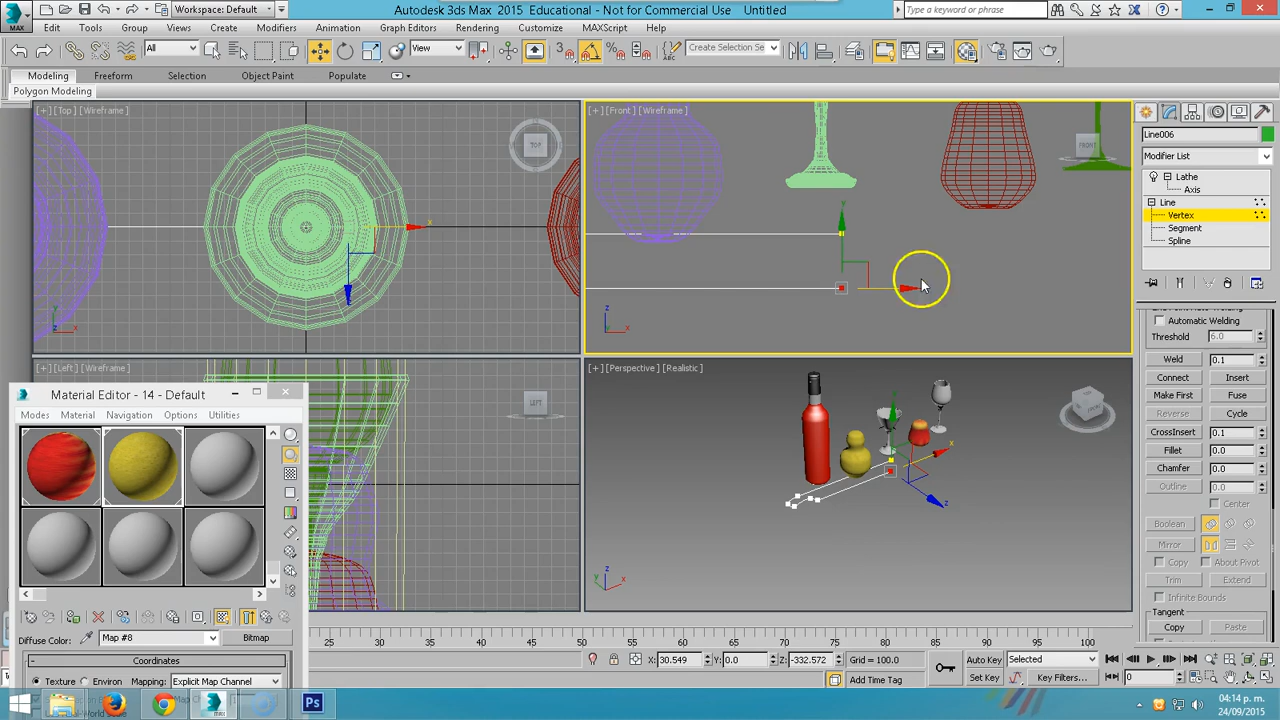 Workspace: Default
Autodesk 3ds Max 2015 Educational - Not for Commercial Use Untitled
Type a keyword or phrase
MAX
Edit Tools Group Views Create Modifiers Animation Graph Editors Rendering Customize MAXScript Help
All View Create Selection Se
Modeling Freeform Selection Object Paint Populate
Polygon Modeling
[+] [Top] [Wireframe]
TOP
[+] [Front] [Wireframe]
FRONT
Line006
Modifier List
Lathe
Axis
Line
Vertex
Segment
Spline
Automatic Welding
Threshold 6.0
Weld 0.1
Connect Insert
Make First Fuse
Reverse Cycle
CrossInsert 0.1
Fillet 0.0
Chamfer 0.0
Outline 0.0
Center
Boolean
Mirror
Copy About Pivot
Trim Extend
Infinite Bounds
Tangent
Copy Paste
[+] [Left] [Wireframe]
LEFT
[+] [Perspective] [Realistic]
Material Editor - 14 - Default
Modes Material Navigation Options Utilities
Diffuse Color: Map #8 Bitmap
Coordinates
Texture Environ Mapping: Explicit Map Channel
25 30 35 40 45 50 55 60 65 70 75 80 85 90 95 100
X: 30.549 Y: 0.0 Z: -332.572 Grid = 100.0
Add Time Tag
Auto Key Selected
Set Key Key Filters...
0
Ps
04:14 p. m.
24/09/2015